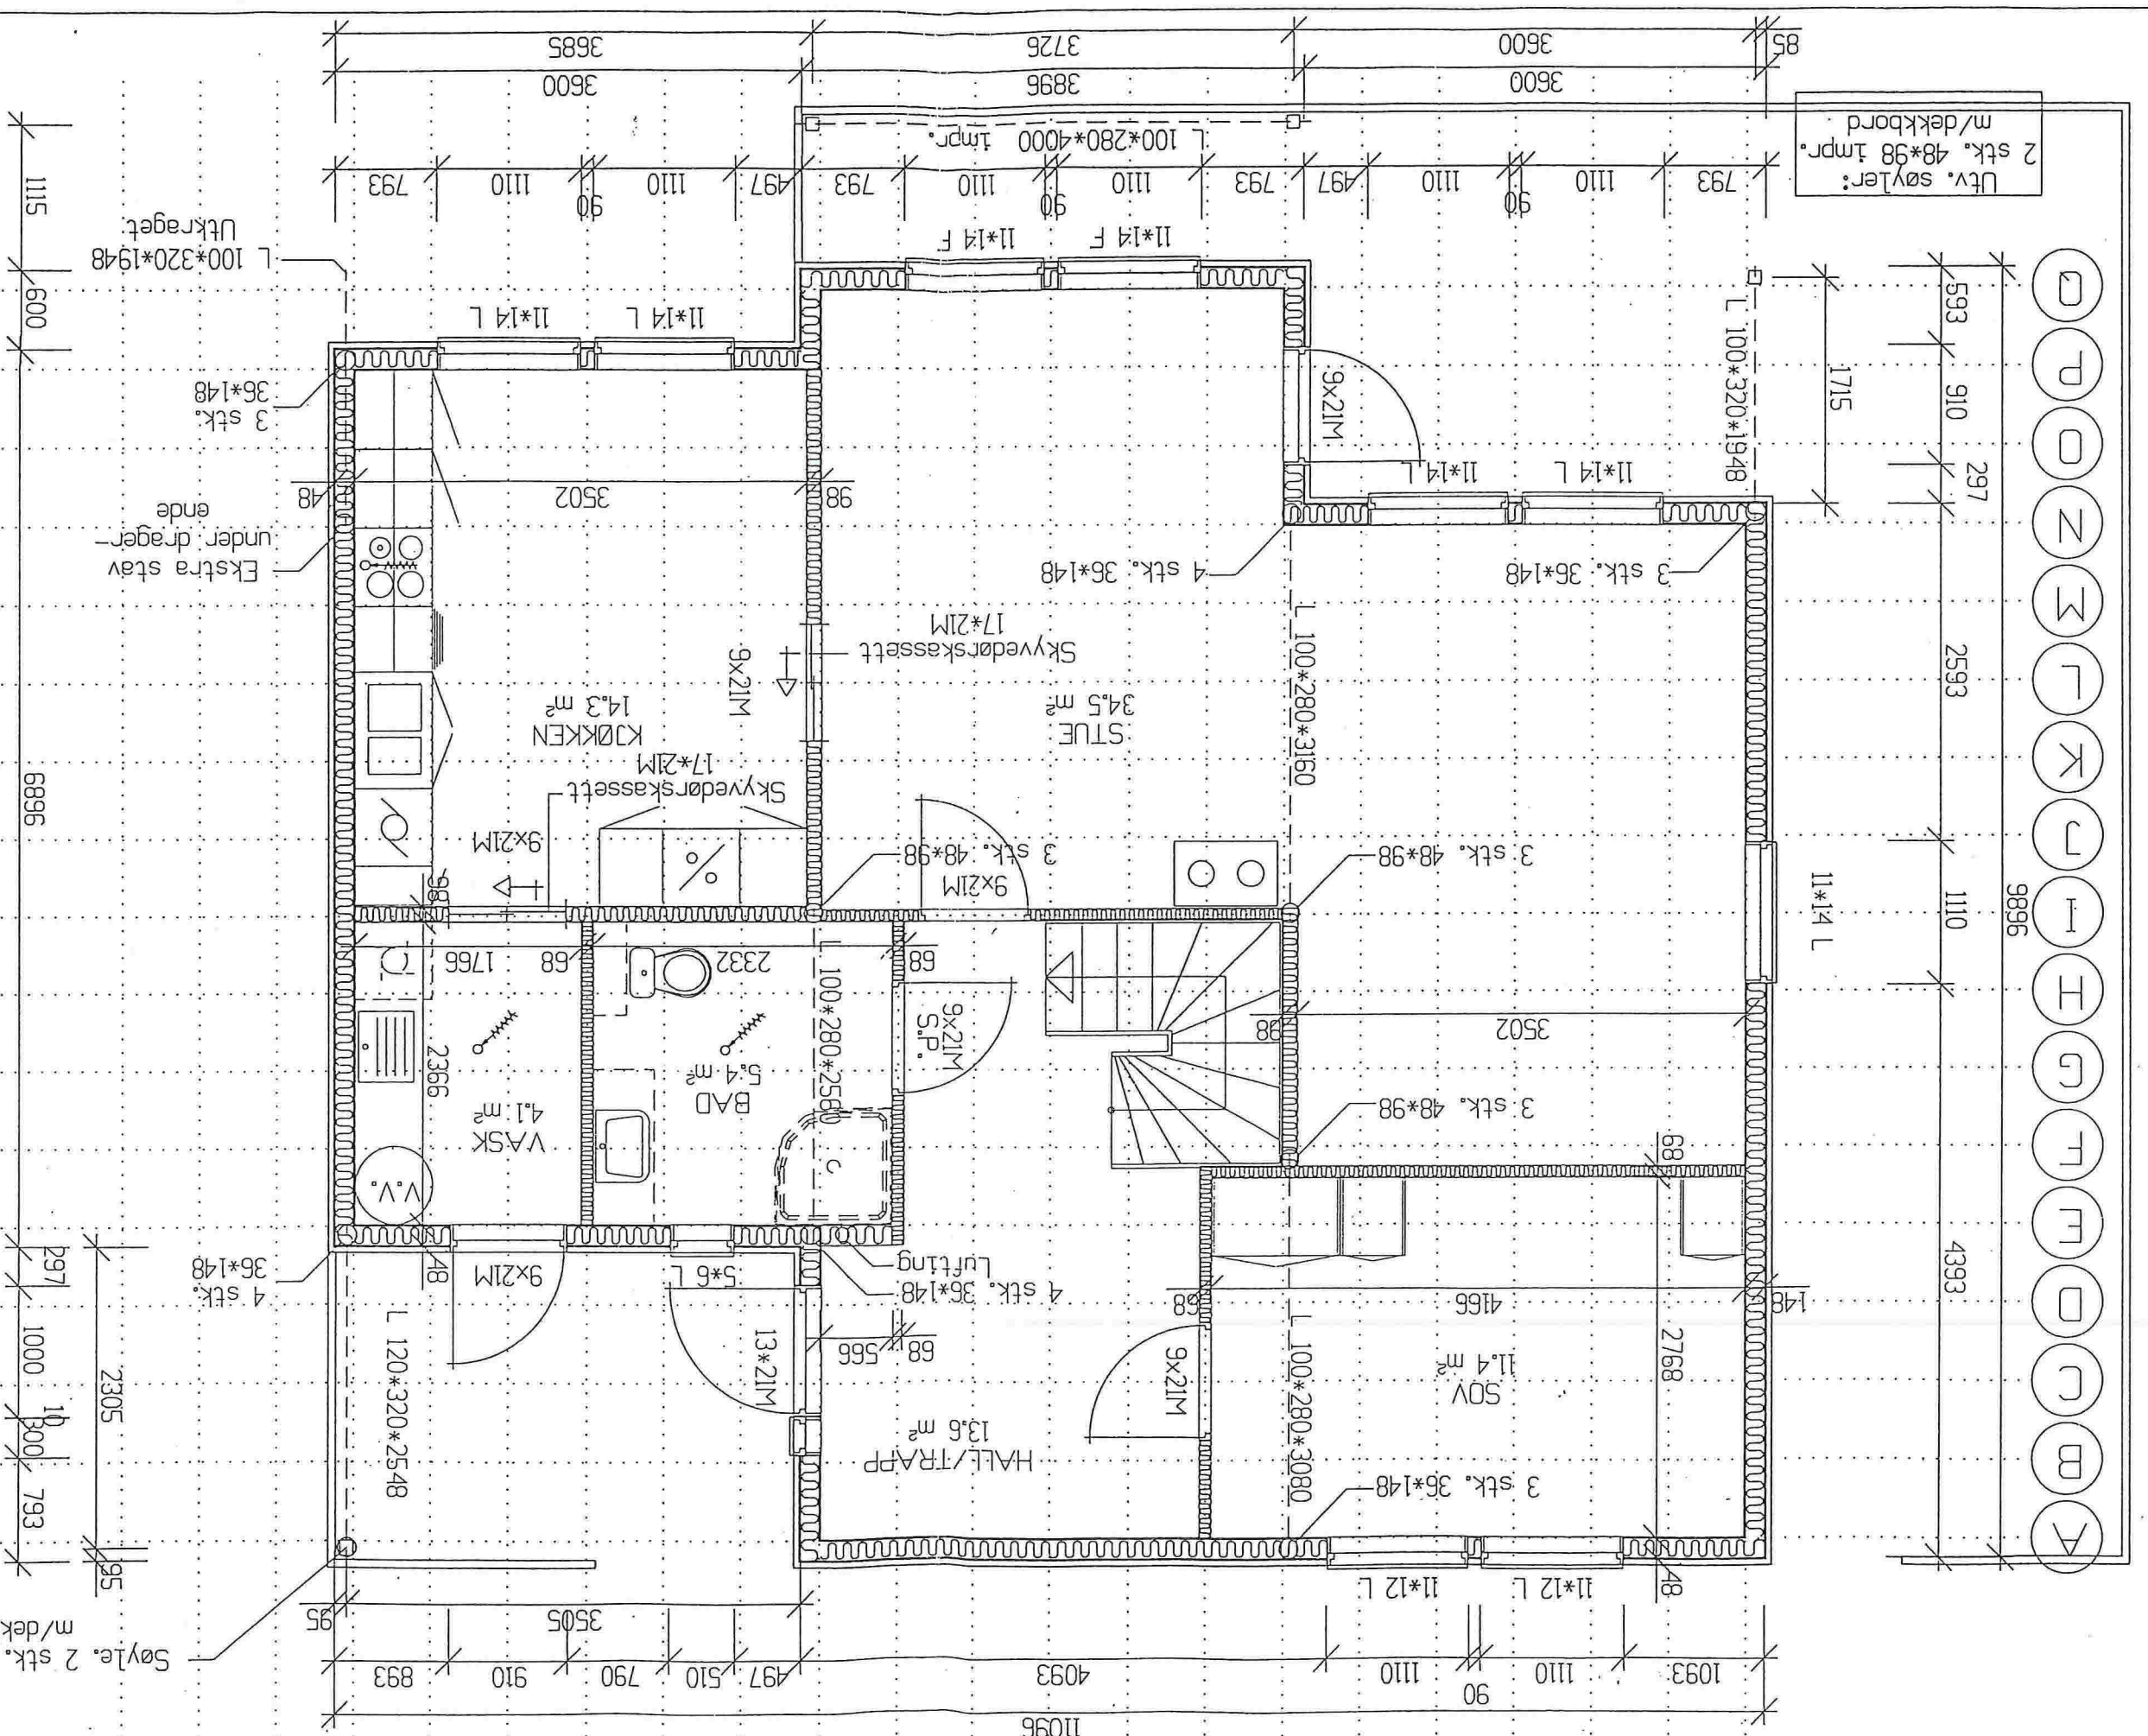 11096
1093
1110
90
1110
4093
497
510
790
910
893
3505
95
Søyle. 2 stk.
m/dek
11*12 L
11*12 L
48
A
B
C
D
E
F
G
H
I
J
K
L
M
N
O
P
Q
9896
4393
1110
2593
297
910
593
3 stk. 36*148
L 100*280*3080
SOV
11.4 m²
2768
148
4166
68
9x21M
HALL/TRAPP
13.6 m²
68
566
4 stk. 36*148
Lufting
13*21M
5*6 L
9x21M
48
L 120*320*2548
4 stk.
36*148
95
2305
793
300
10
1000
297
6896
600
1115
68
3 stk. 48*98
3502
98
9x21M
S.P.
C
BAD
5.4 m²
L 100*280*2560
VASK
4.1 m²
V.V.
2366
68
2332
68
1766
98
11*14 L
3 stk. 48*98
9x21M
3 stk. 48*98
9x21M
Skyvedørskassett
17*21M
L 100*280*3160
STUE
34.5 m²
Skyvedørskassett
17*21M
9x21M
KJØKKEN
14.3 m²
3 stk. 36*148
4 stk. 36*148
Ekstra stav
under drager-
ende
98
3502
48
11*14 L
11*14 L
9x21M
1715
L 100*320*1948
3 stk.
36*148
11*14 L
11*14 L
11*14 F
11*14 F
L 100*320*1948
Utkraget
Utv. søyler:
2 stk. 48*98 impr.
m/dekkbord
793
1110
90
1110
497
793
1110
90
1110
793
497
1110
90
1110
793
L 100*280*4000 impr.
3600
3896
3600
85
3600
3726
3685